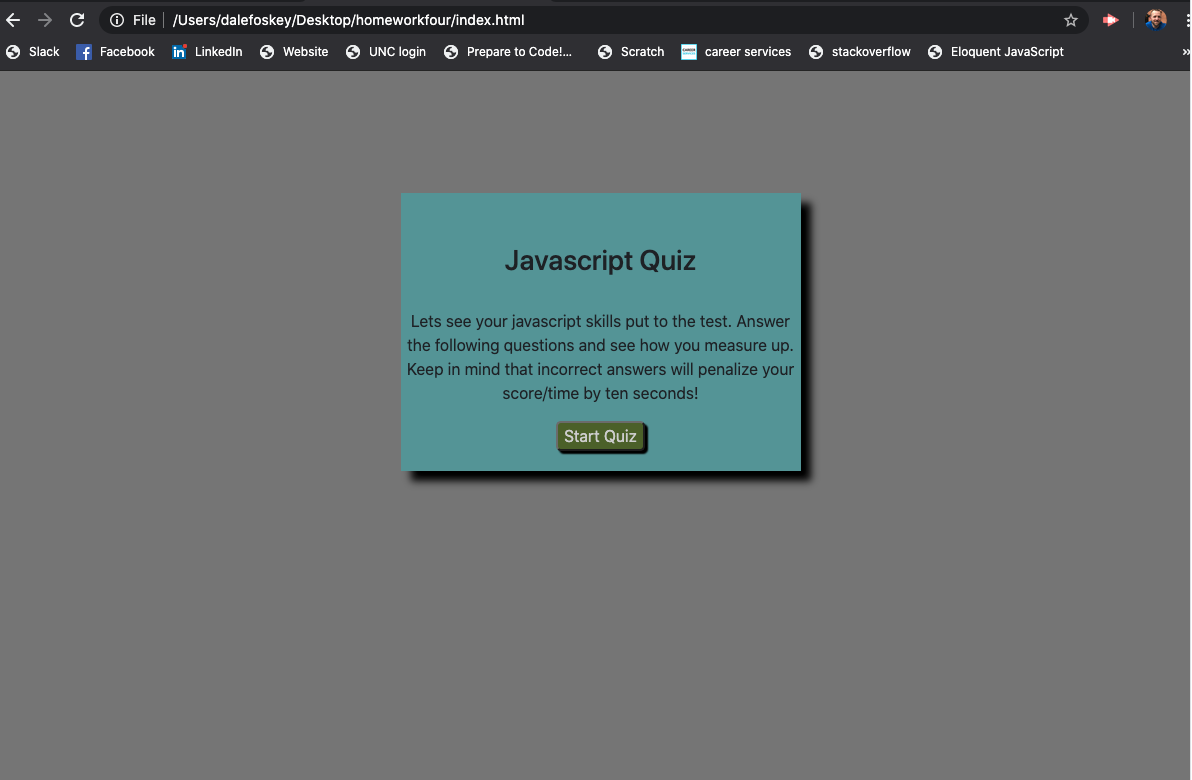 File /Users/dalefoskey/Desktop/homeworkfour/index.html
Slack Facebook LinkedIn Website UNC login Prepare to Code!... Scratch career services stackoverflow Eloquent JavaScript »
Javascript Quiz
Lets see your javascript skills put to the test. Answer
the following questions and see how you measure up.
Keep in mind that incorrect answers will penalize your
score/time by ten seconds!
Start Quiz